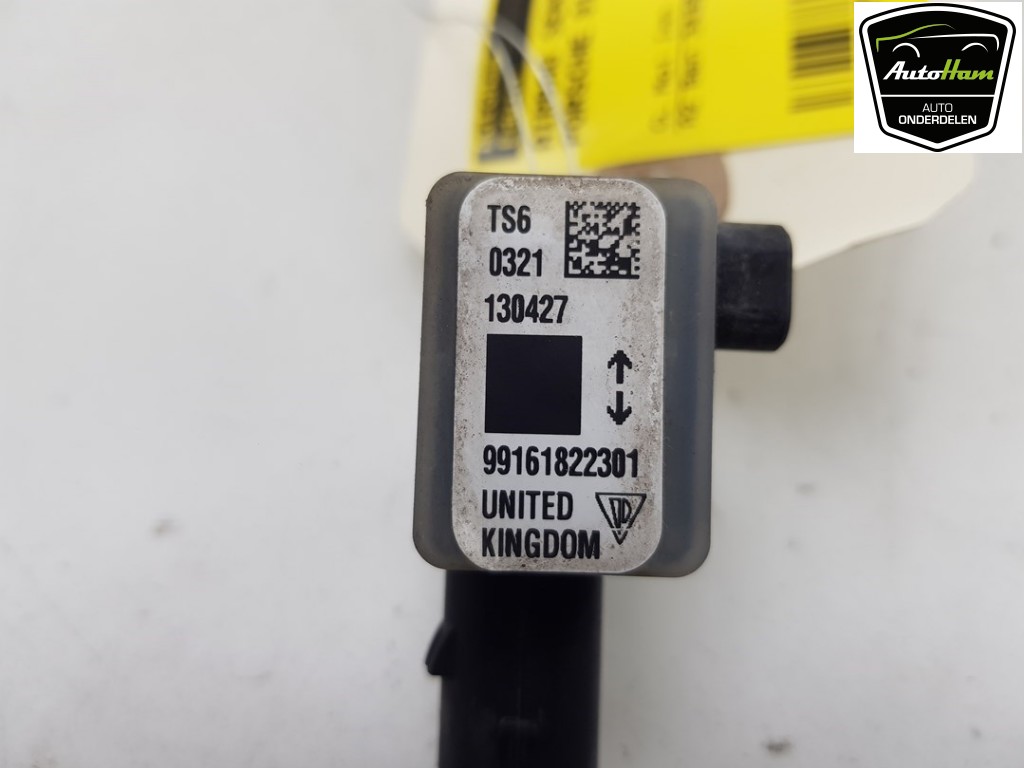 AutoHam
AUTO
ONDERDELEN
TS6
0321
130427
99161822301
UNITED
KINGDOM